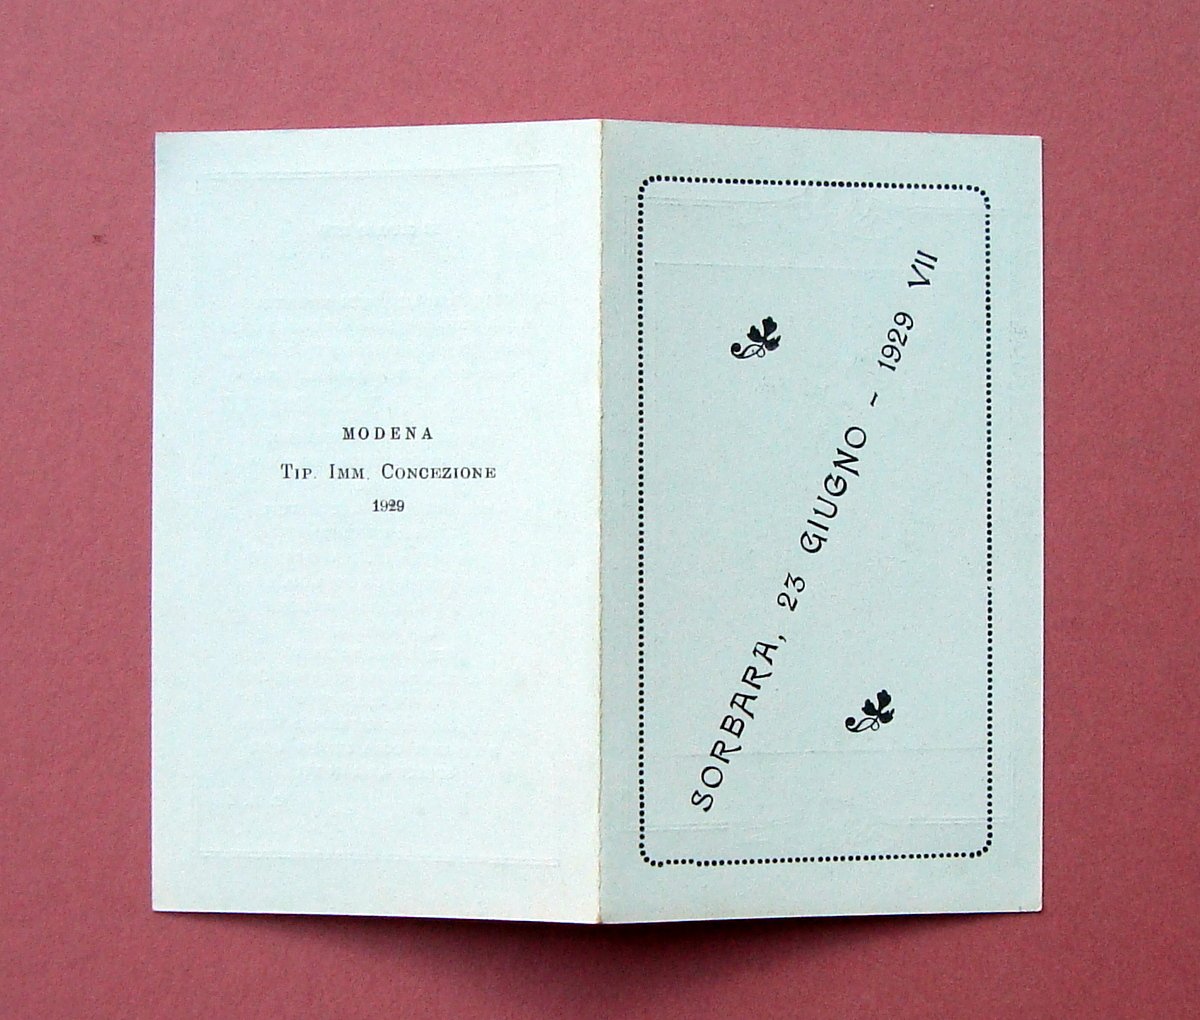 MODENA
TIP. IMM. CONCEZIONE
1929
SORBARA, 23 GIUGNO - 1929 VII